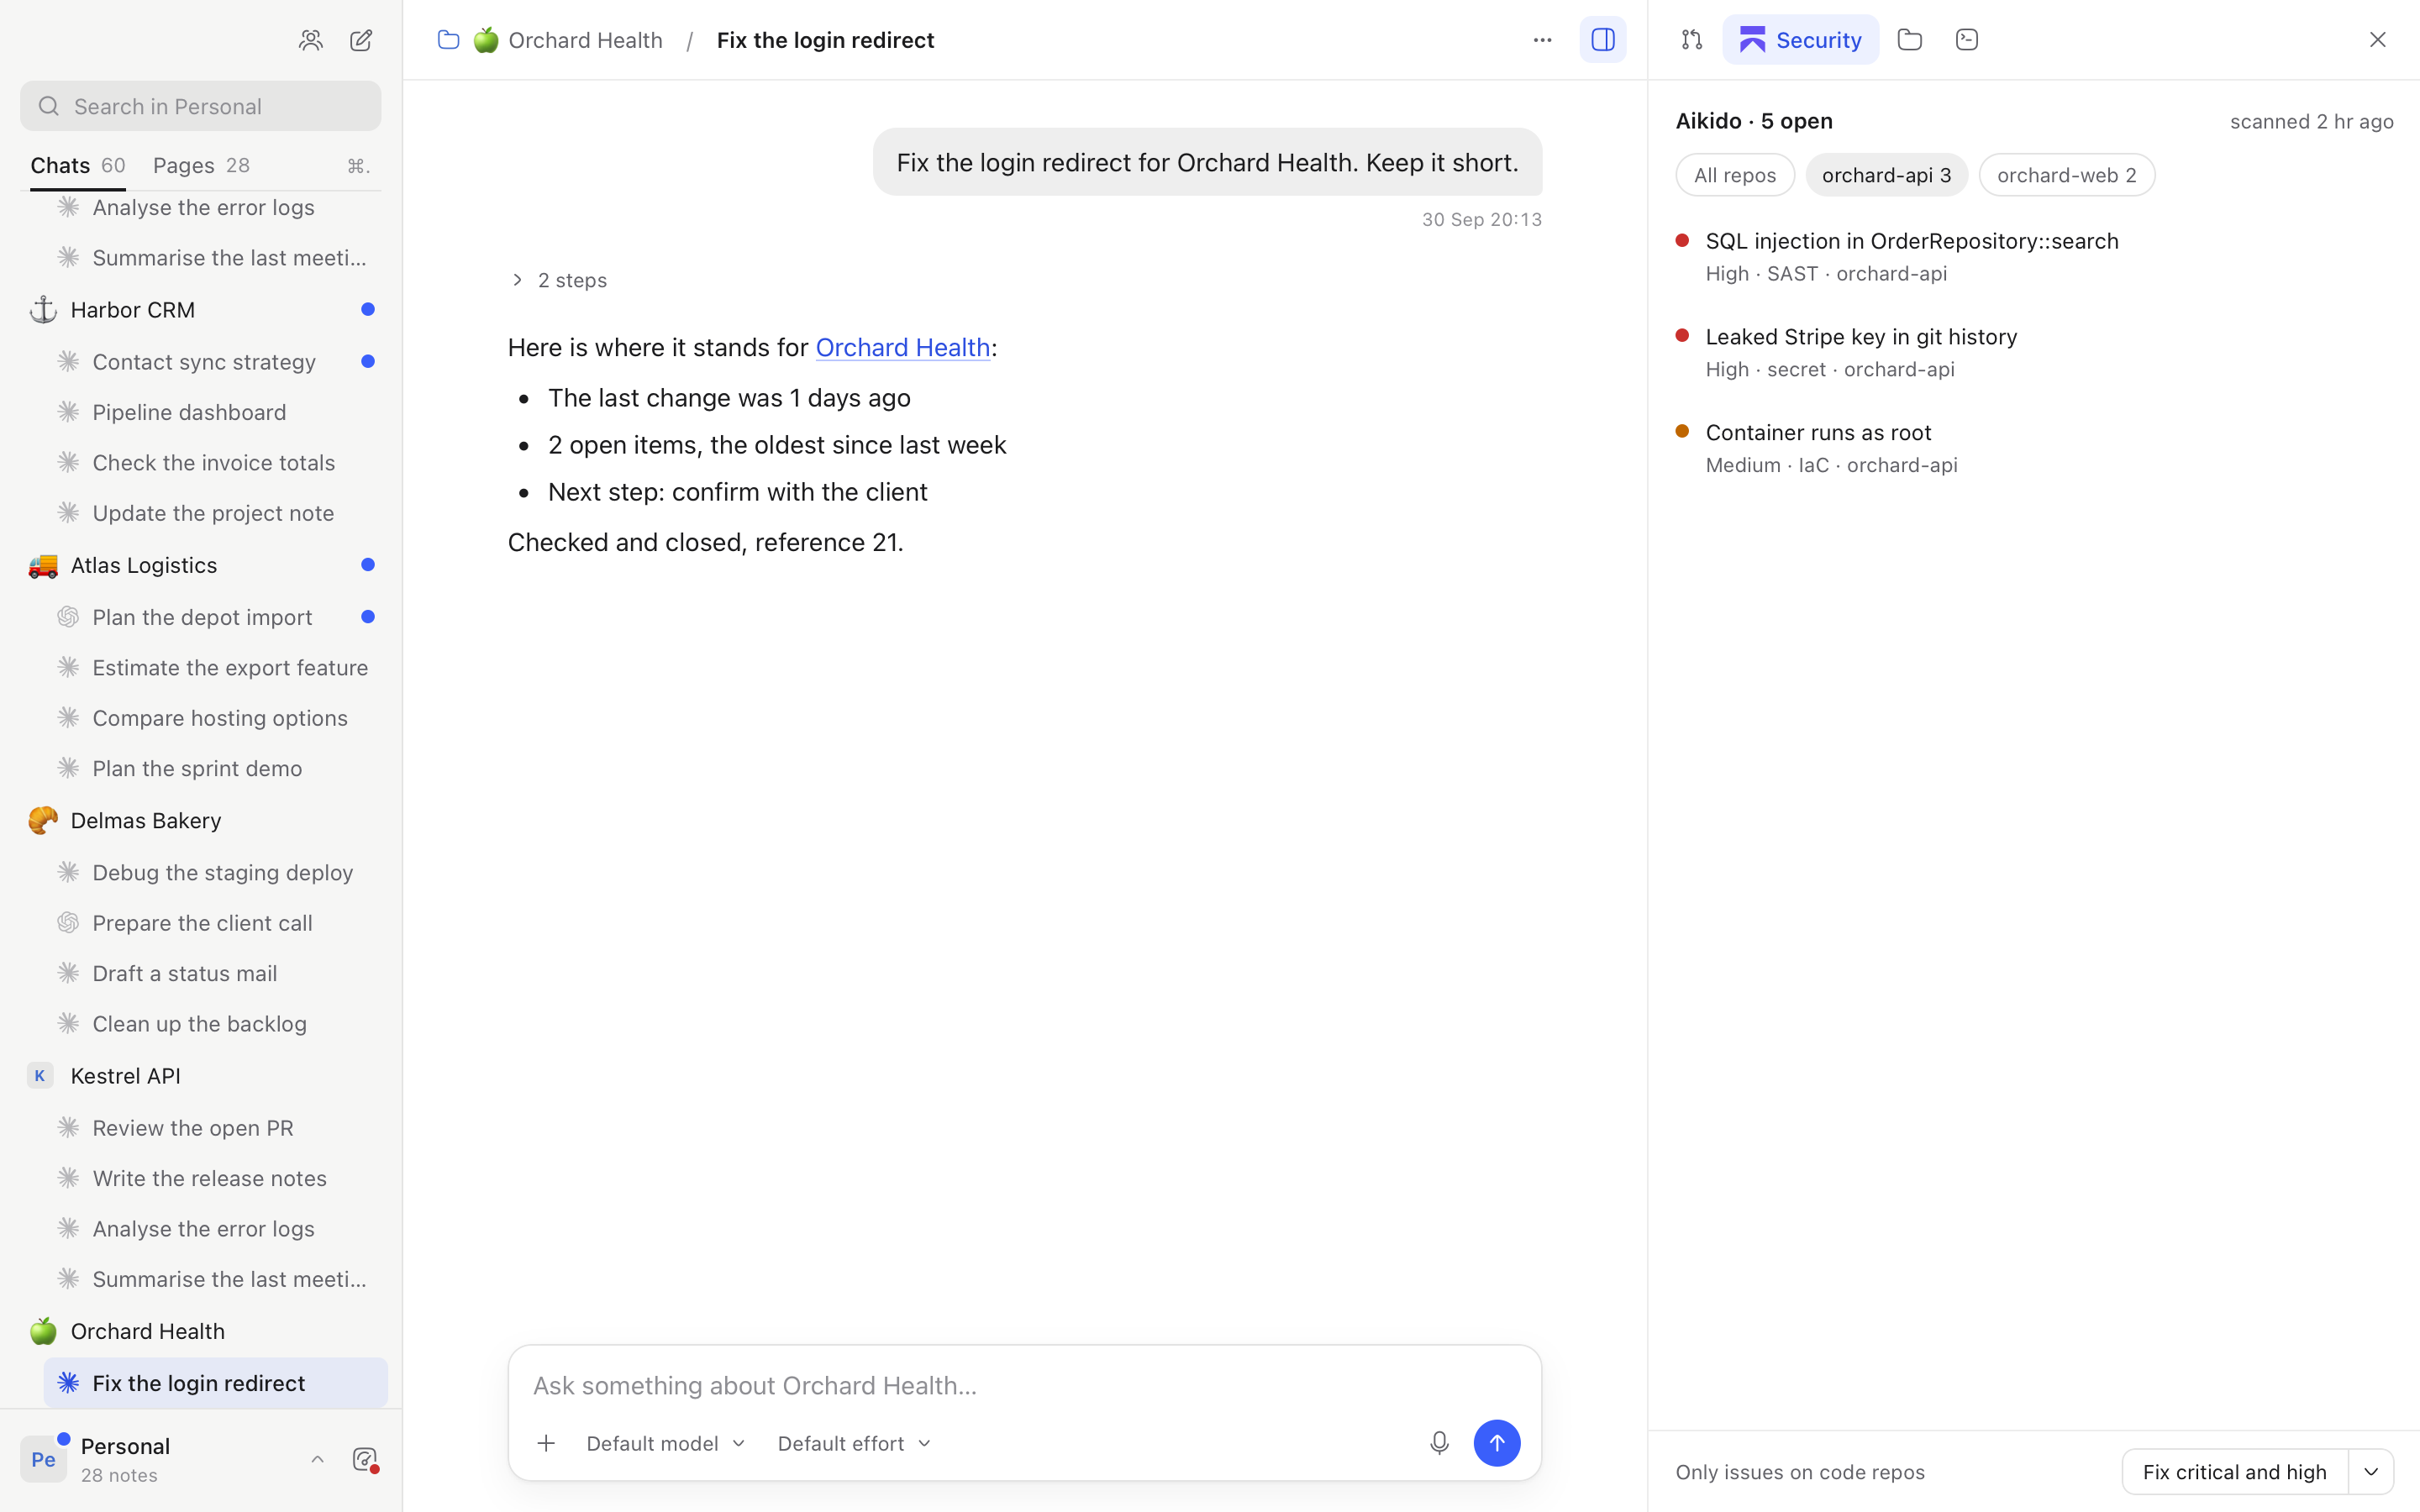 Search in Personal
Chats 60 Pages 28 ⌘.
Analyse the error logs
Summarise the last meeti...
Harbor CRM
Contact sync strategy
Pipeline dashboard
Check the invoice totals
Update the project note
Atlas Logistics
Plan the depot import
Estimate the export feature
Compare hosting options
Plan the sprint demo
Delmas Bakery
Debug the staging deploy
Prepare the client call
Draft a status mail
Clean up the backlog
K Kestrel API
Review the open PR
Write the release notes
Analyse the error logs
Summarise the last meeti...
Orchard Health
Fix the login redirect
Pe Personal
28 notes
Orchard Health / Fix the login redirect
Fix the login redirect for Orchard Health. Keep it short.
30 Sep 20:13
2 steps
Here is where it stands for Orchard Health:
• The last change was 1 days ago
• 2 open items, the oldest since last week
• Next step: confirm with the client
Checked and closed, reference 21.
Ask something about Orchard Health...
Default model Default effort
Security
Aikido · 5 open scanned 2 hr ago
All repos orchard-api 3 orchard-web 2
SQL injection in OrderRepository::search
High · SAST · orchard-api
Leaked Stripe key in git history
High · secret · orchard-api
Container runs as root
Medium · IaC · orchard-api
Only issues on code repos Fix critical and high